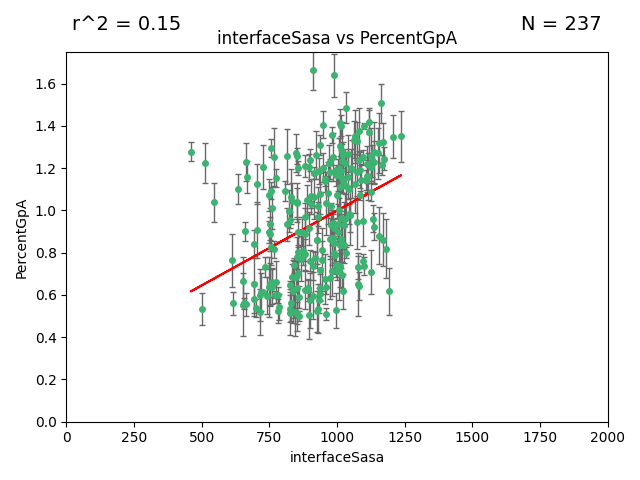 r^2 = 0.15
N = 237
interfaceSasa vs PercentGpA
PercentGpA
1.6
1.4
1.2
1.0
0.8
0.6
0.4
0.2
0.0
0 250 500 750 1000 1250 1500 1750 2000
interfaceSasa